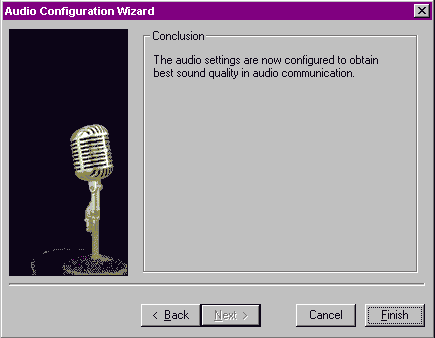 Audio Configuration Wizard
Conclusion
The audio settings are now configured to obtain
best sound quality in audio communication.
< Back
Next >
Cancel
Finish